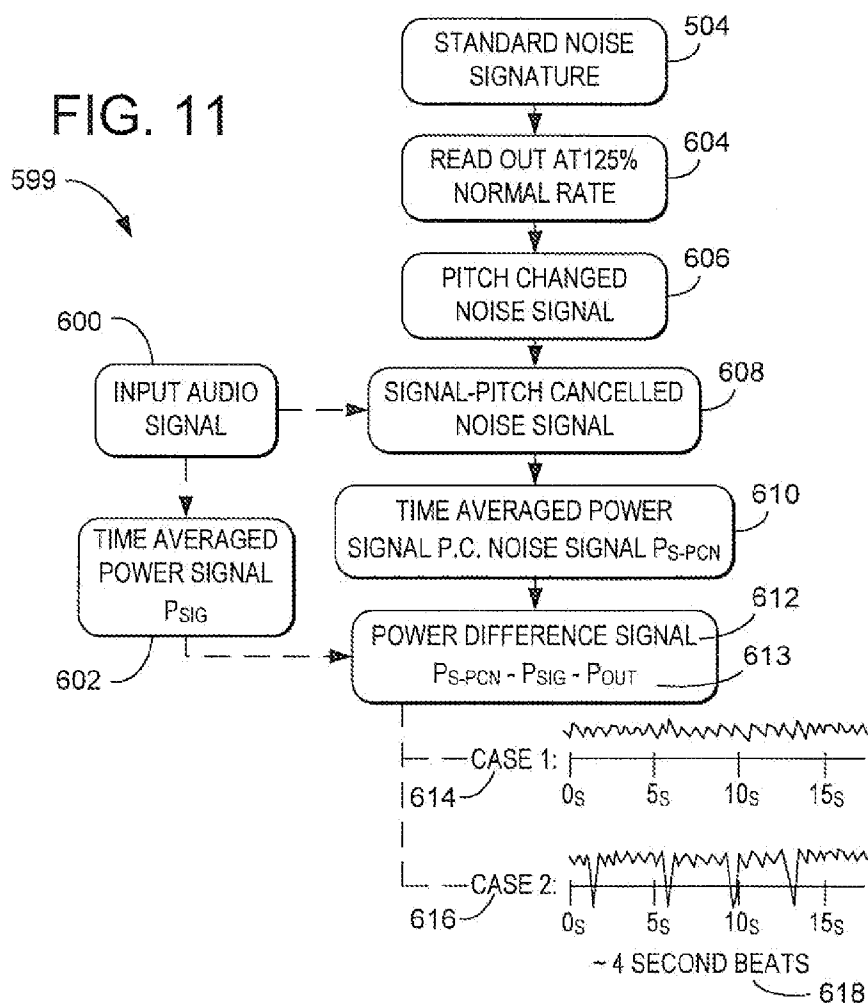 FIG. 11
599
STANDARD NOISE
SIGNATURE
504
READ OUT AT125%
NORMAL RATE
604
PITCH CHANGED
NOISE SIGNAL
606
600
INPUT AUDIO
SIGNAL
SIGNAL-PITCH CANCELLED
NOISE SIGNAL
608
TIME AVERAGED
POWER SIGNAL
PSIG
602
TIME AVERAGED POWER
SIGNAL P.C. NOISE SIGNAL PS-PCN
610
POWER DIFFERENCE SIGNAL
612
PS-PCN - PSIG - POUT
613
CASE 1:
614
0s 5s 10s 15s
CASE 2:
616
0s 5s 10s 15s
~ 4 SECOND BEATS
618